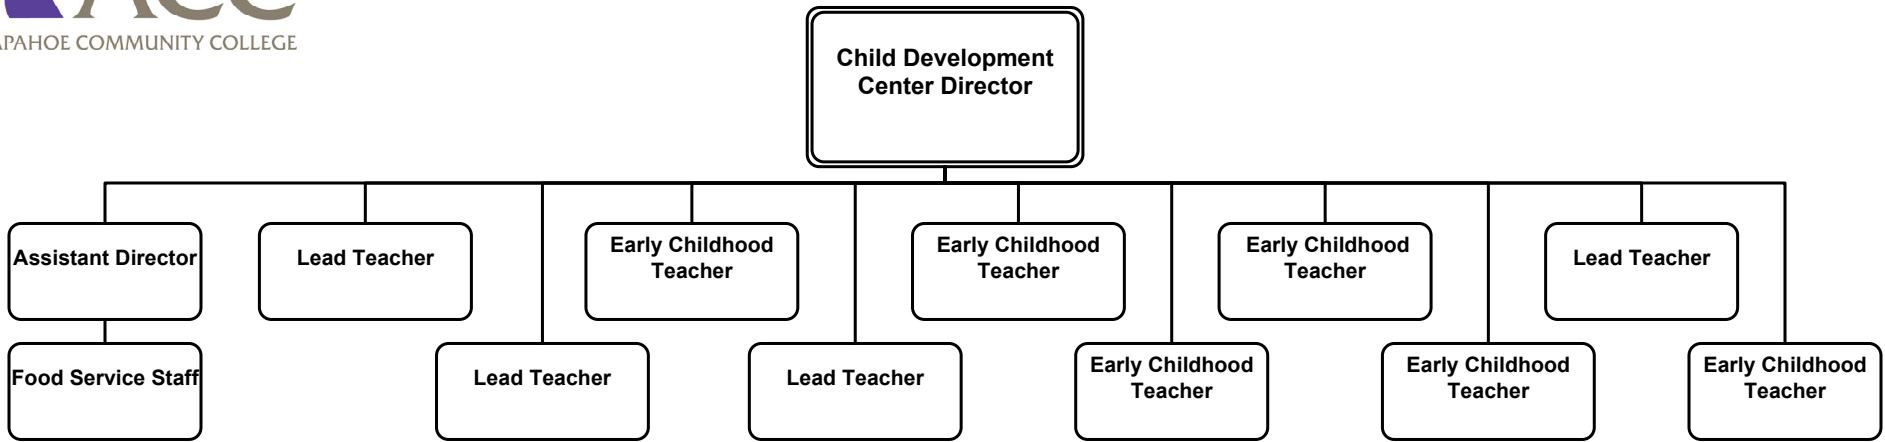 ACC
APAHOE COMMUNITY COLLEGE
Child Development
Center Director
Assistant Director
Lead Teacher
Early Childhood
Teacher
Early Childhood
Teacher
Early Childhood
Teacher
Lead Teacher
Food Service Staff
Lead Teacher
Lead Teacher
Early Childhood
Teacher
Early Childhood
Teacher
Early Childhood
Teacher